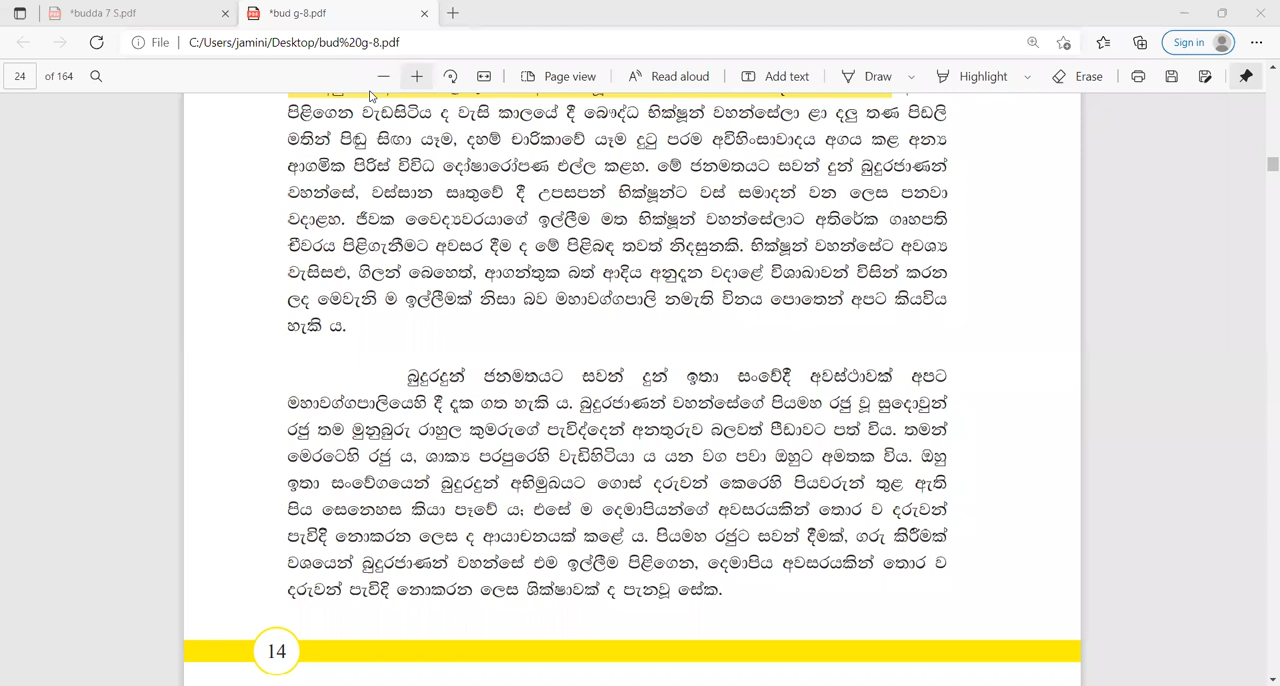 *budda 7 S.pdf
*bud g-8.pdf
File
C:/Users/jamini/Desktop/bud%20g-8.pdf
Sign in
24 of 164
Page view
Read aloud
Add text
Draw
Highlight
Erase
පිළිගෙන වැඩසිටිය ද වැසි කාලයේ දී බෞද්ධ භික්ෂූන් වහන්සේලා ළා දලු තණ පිඩලි
මතින් පිඬු සිඟා යෑම, දහම් චාරිකාවේ යෑම දුටු පරම අවිහිංසාවාදය අගය කළ අන්‍ය
ආගමික පිරිස් විවිධ දෝෂාරෝපණ එල්ල කළහ. මේ ජනමතයට සවන් දුන් බුදුරජාණන්
වහන්සේ, වස්සාන සෘතුවේ දී උපසපන් භික්ෂූන්ට වස් සමාදන් වන ලෙස පනවා
වදාළහ. ජීවක වෛද්‍යවරයාගේ ඉල්ලීම මත භික්ෂූන් වහන්සේලාට අතිරේක ගෘහපති
චීවරය පිළිගැනීමට අවසර දීම ද මේ පිළිබඳ තවත් නිදසුනකි. භික්ෂූන් වහන්සේට අවශ්‍ය
වැසිසළු, ගිලන් බෙහෙත්, ආගන්තුක බත් ආදිය අනුදැන වදාළේ විශාඛාවන් විසින් කරන
ලද මෙවැනි ම ඉල්ලීමක් නිසා බව මහාවග්ගපාලි නමැති විනය පොතෙන් අපට කියවිය
හැකි ය.
බුදුරදුන් ජනමතයට සවන් දුන් ඉතා සංවේදී අවස්ථාවක් අපට
මහාවග්ගපාලියෙහි දී දැක ගත හැකි ය. බුදුරජාණන් වහන්සේගේ පියමහ රජු වූ සුදොවුන්
රජු තම මුනුබුරු රාහුල කුමරුගේ පැවිද්දෙන් අනතුරුව බලවත් පීඩාවට පත් විය. තමන්
මෙරටෙහි රජු ය, ශාක්‍ය පරපුරෙහි වැඩිහිටියා ය යන වග පවා ඔහුට අමතක විය. ඔහු
ඉතා සංවේගයෙන් බුදුරදුන් අභිමුඛයට ගොස් දරුවන් කෙරෙහි පියවරුන් තුළ ඇති
පිය සෙනෙහස කියා පෑවේ ය; එසේ ම දෙමාපියන්ගේ අවසරයකින් තොර ව දරුවන්
පැවිදි නොකරන ලෙස ද ආයාචනයක් කළේ ය. පියමහ රජුට සවන් දීමක්, ගරු කිරීමක්
වශයෙන් බුදුරජාණන් වහන්සේ එම ඉල්ලීම පිළිගෙන, දෙමාපිය අවසරයකින් තොර ව
දරුවන් පැවිදි නොකරන ලෙස ශික්ෂාවක් ද පැනවූ සේක.
14